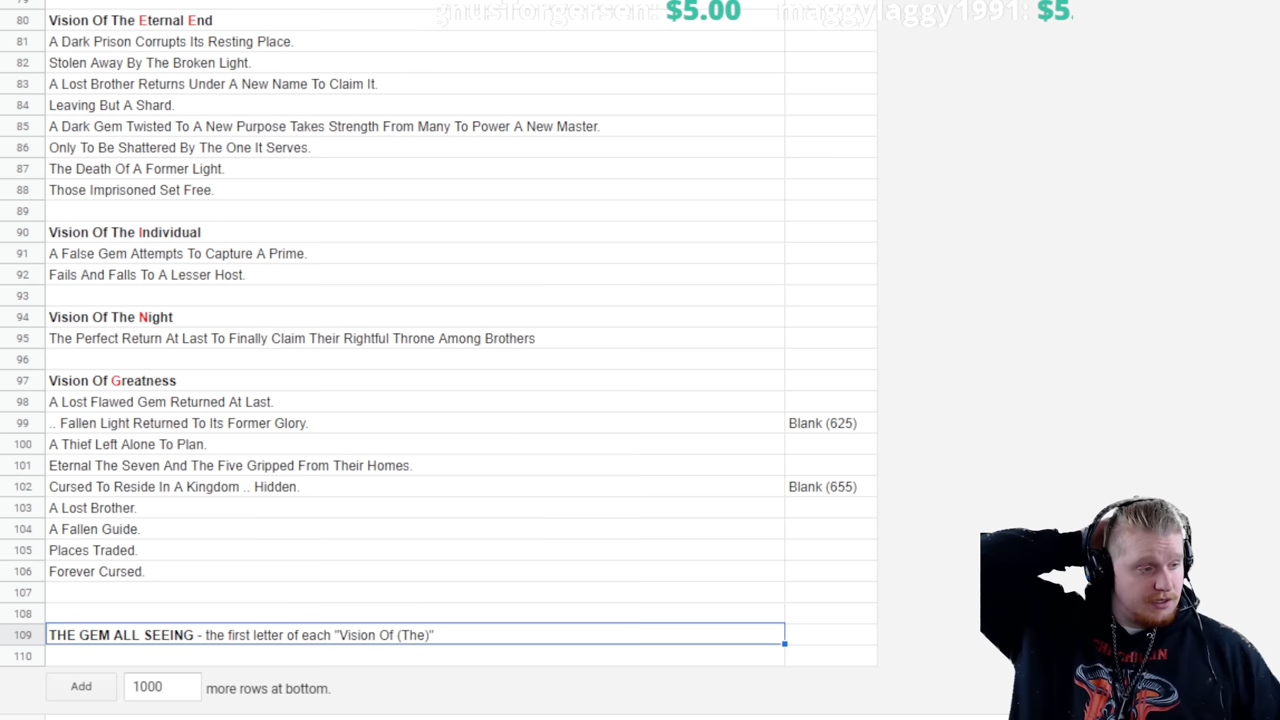 gnusilorgersen: $5.00 maggylaggy1991: $5
80 Vision Of The Eternal End
81 A Dark Prison Corrupts Its Resting Place.
82 Stolen Away By The Broken Light.
83 A Lost Brother Returns Under A New Name To Claim It.
84 Leaving But A Shard.
85 A Dark Gem Twisted To A New Purpose Takes Strength From Many To Power A New Master.
86 Only To Be Shattered By The One It Serves.
87 The Death Of A Former Light.
88 Those Imprisoned Set Free.
89
90 Vision Of The Individual
91 A False Gem Attempts To Capture A Prime.
92 Fails And Falls To A Lesser Host.
93
94 Vision Of The Night
95 The Perfect Return At Last To Finally Claim Their Rightful Throne Among Brothers
96
97 Vision Of Greatness
98 A Lost Flawed Gem Returned At Last.
99 .. Fallen Light Returned To Its Former Glory. Blank (625)
100 A Thief Left Alone To Plan.
101 Eternal The Seven And The Five Gripped From Their Homes.
102 Cursed To Reside In A Kingdom .. Hidden. Blank (655)
103 A Lost Brother.
104 A Fallen Guide.
105 Places Traded.
106 Forever Cursed.
107
108
109 THE GEM ALL SEEING - the first letter of each "Vision Of (The)"
110
Add 1000 more rows at bottom.